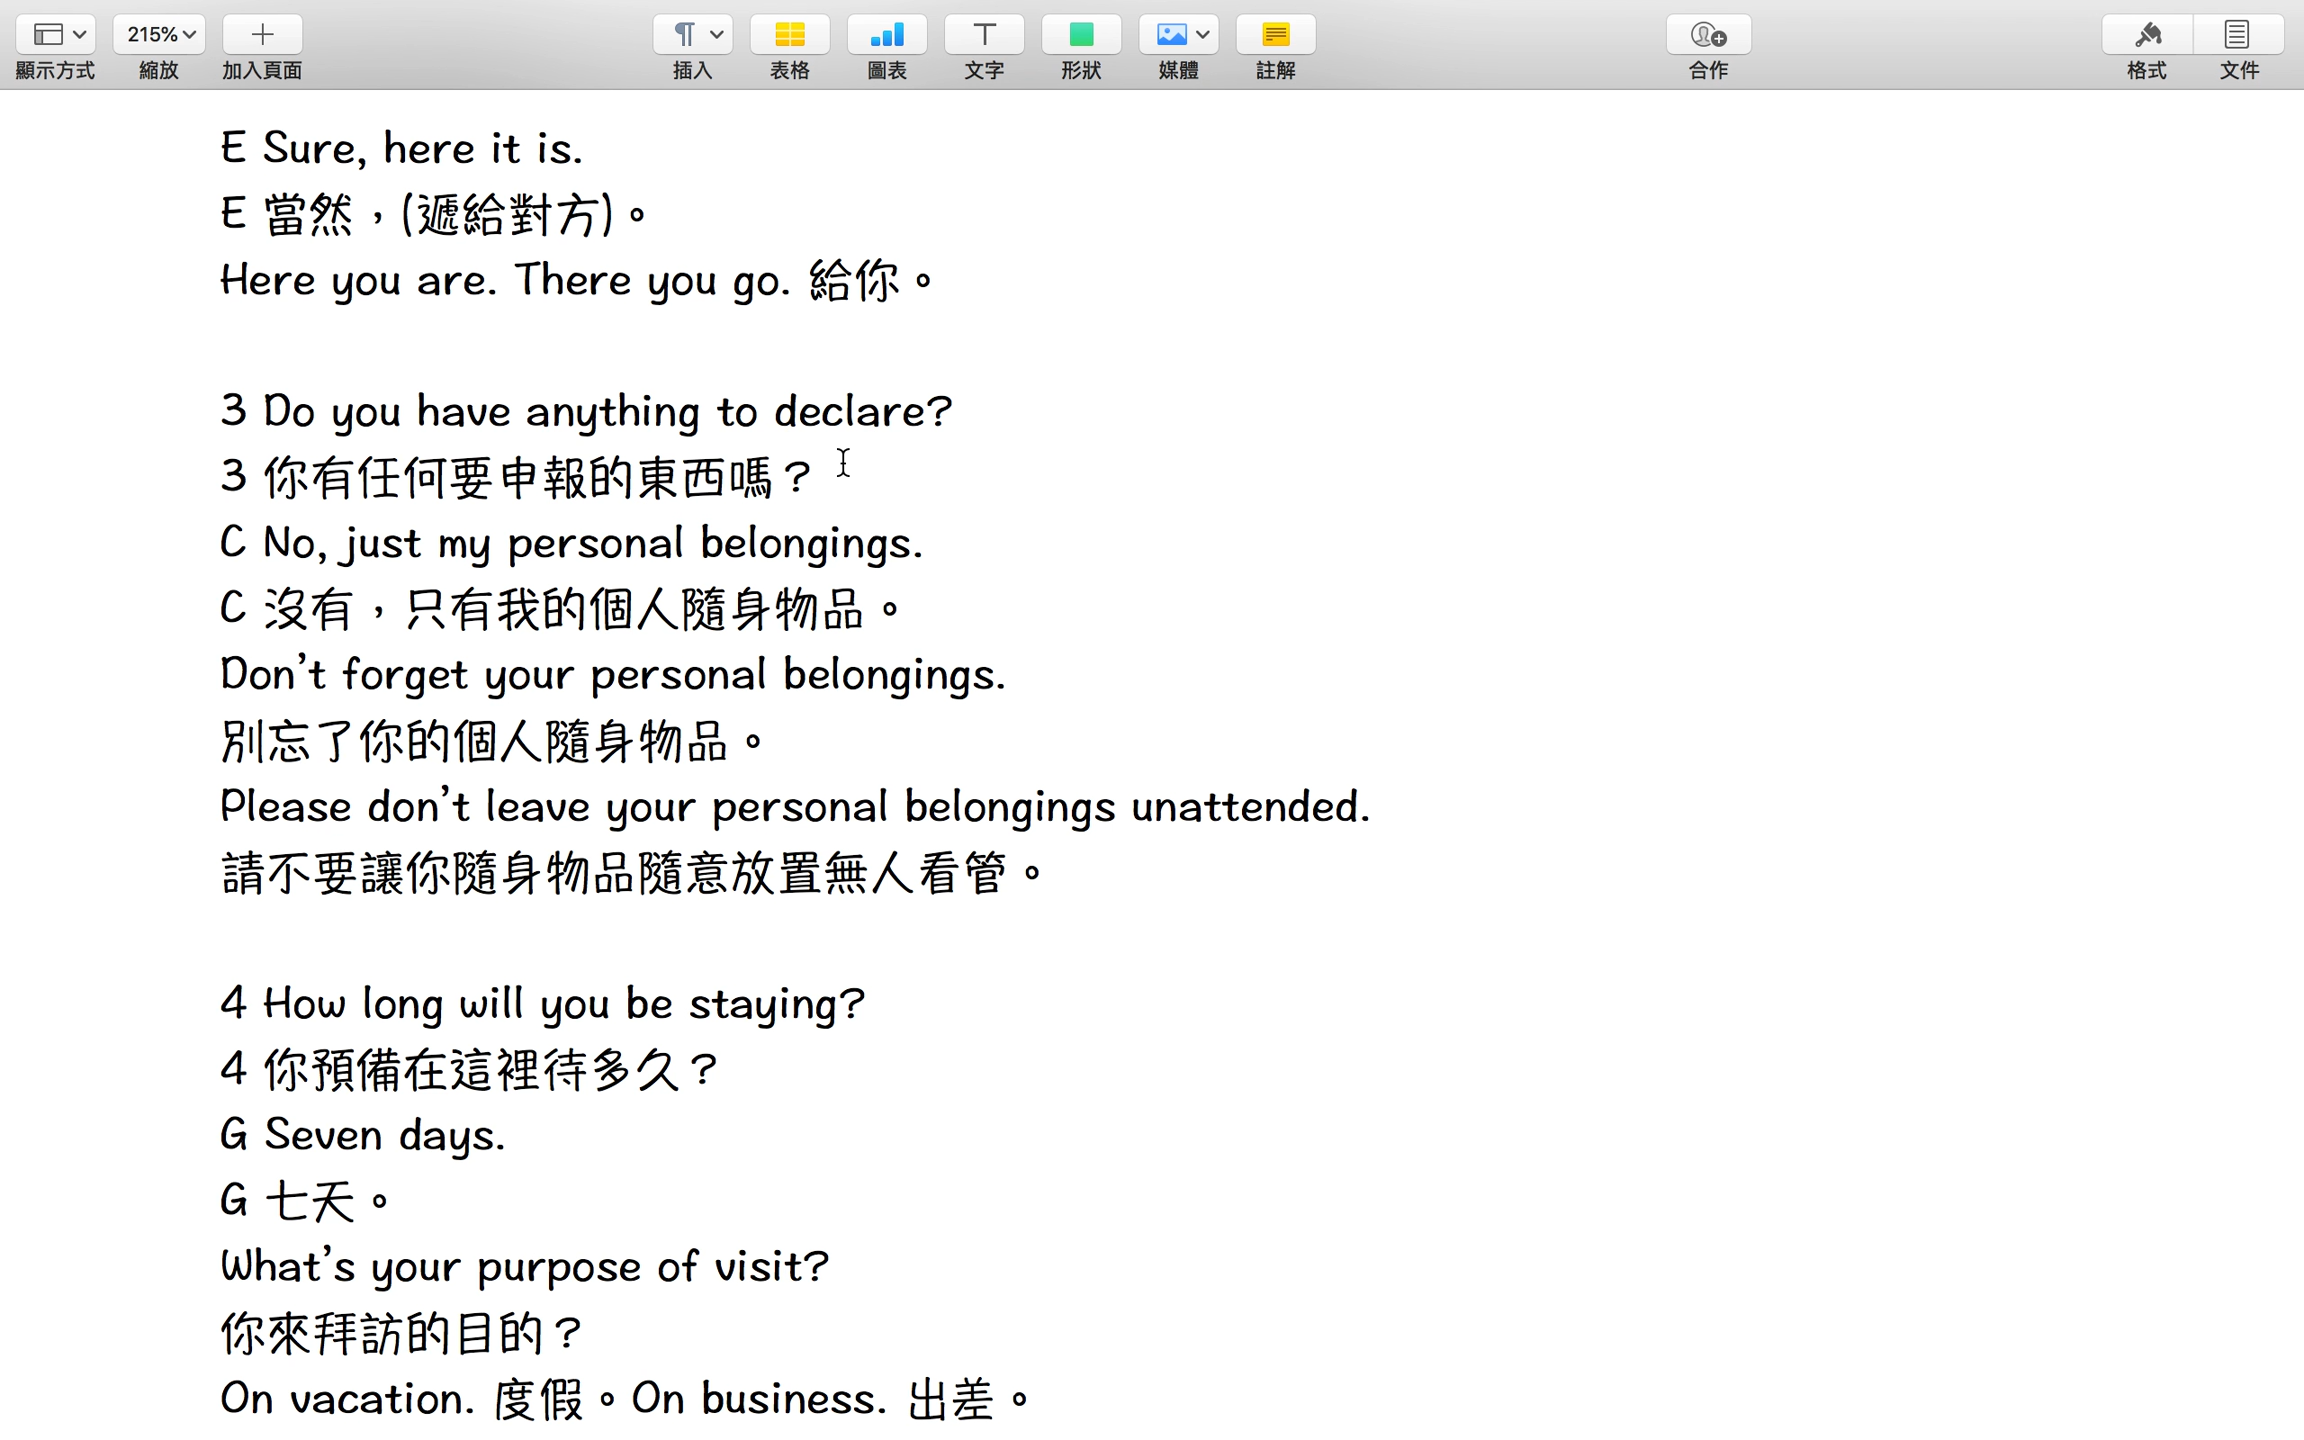 215%
顯示方式 縮放 加入頁面 插入 表格 圖表 文字 形狀 媒體 註解 合作 格式 文件
E Sure, here it is.
E 當然，(遞給對方)。
Here you are. There you go. 給你。
3 Do you have anything to declare?
3 你有任何要申報的東西嗎？
C No, just my personal belongings.
C 沒有，只有我的個人隨身物品。
Don’t forget your personal belongings.
別忘了你的個人隨身物品。
Please don’t leave your personal belongings unattended.
請不要讓你隨身物品隨意放置無人看管。
4 How long will you be staying?
4 你預備在這裡待多久？
G Seven days.
G 七天。
What’s your purpose of visit?
你來拜訪的目的？
On vacation. 度假。On business. 出差。